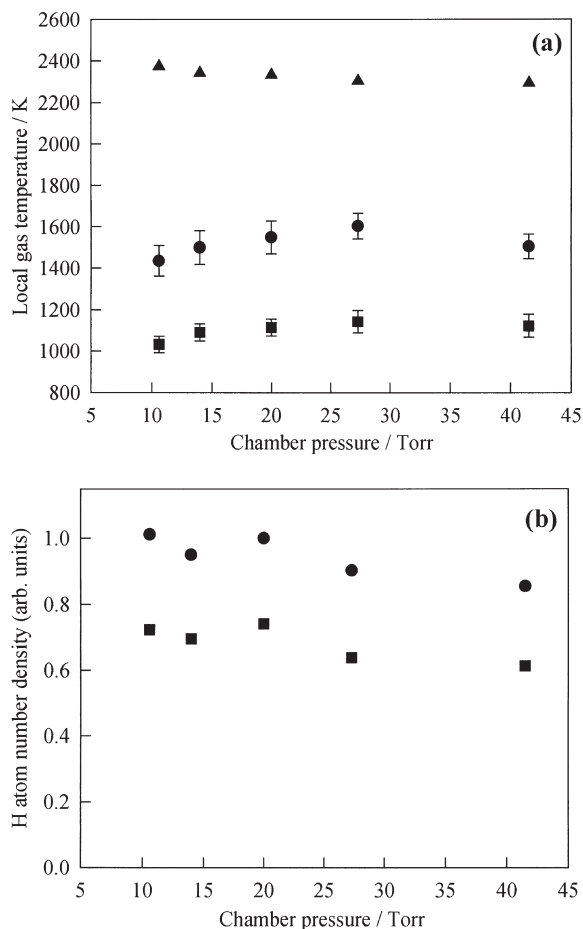 (a)
Local gas temperature / K
2600
2400
2200
2000
1800
1600
1400
1200
1000
800
5 10 15 20 25 30 35 40 45
Chamber pressure / Torr
(b)
H atom number density (arb. units)
1.0
0.8
0.6
0.4
0.2
0.0
5 10 15 20 25 30 35 40 45
Chamber pressure / Torr